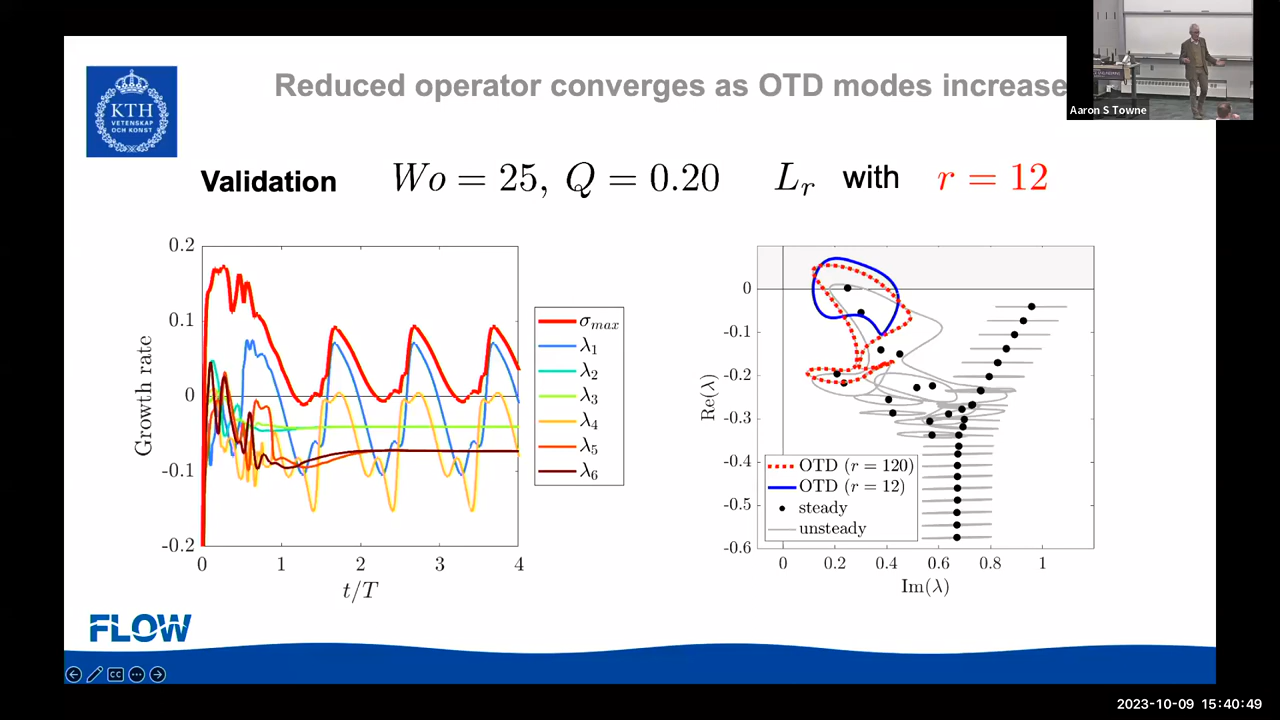 Reduced operator converges as OTD modes increase
KTH
VETENSKAP
OCH KONST
Aaron S Towne
Validation Wo = 25, Q = 0.20 L_r with r = 12
0.2
0.1
0
-0.1
-0.2
Growth rate
0 1 2 3 4
t/T
σ_max
λ_1
λ_2
λ_3
λ_4
λ_5
λ_6
0
-0.1
-0.2
-0.3
-0.4
-0.5
-0.6
Re(λ)
OTD (r = 120)
OTD (r = 12)
steady
unsteady
0 0.2 0.4 0.6 0.8 1
Im(λ)
FLOW
CC
2023-10-09 15:40:49